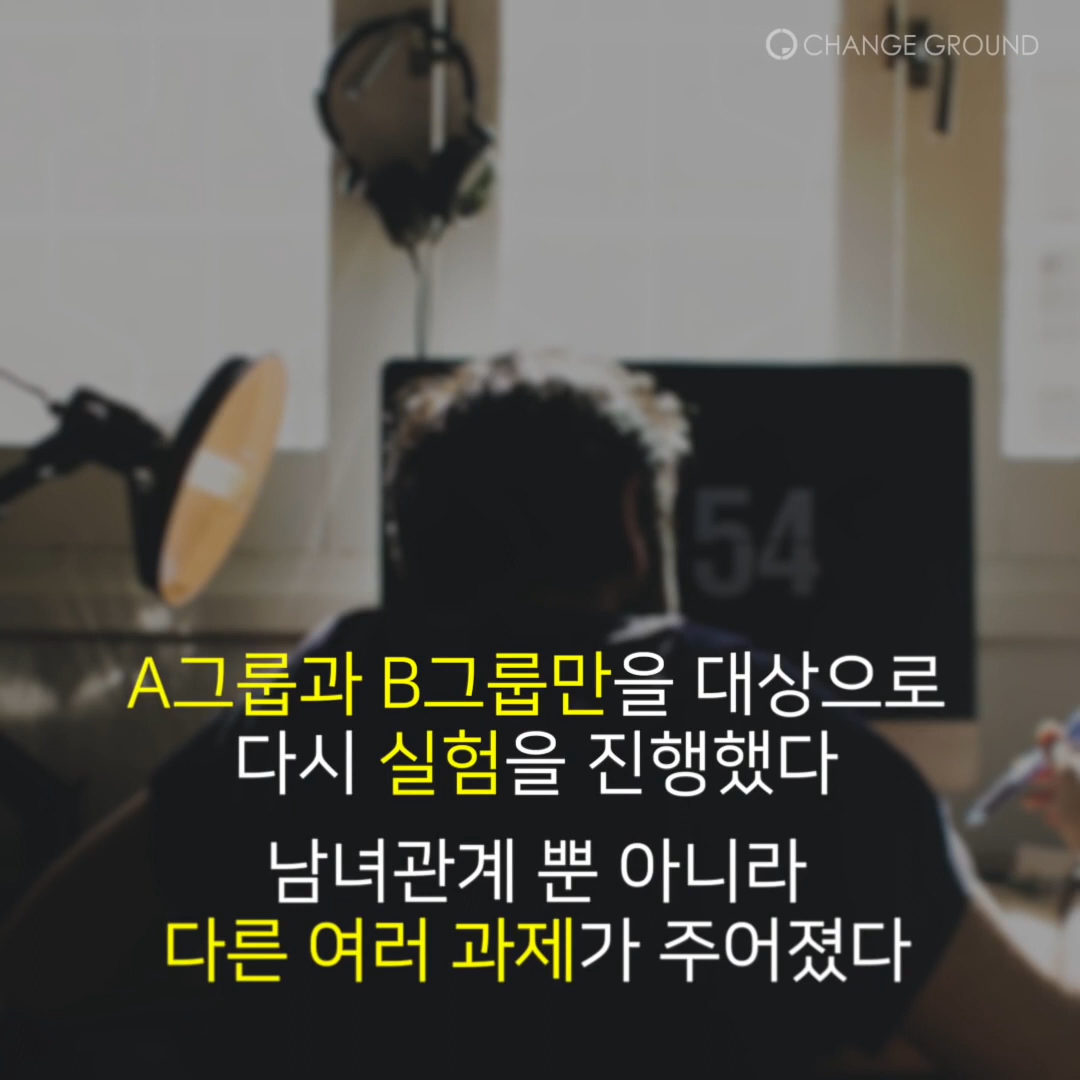 CHANGE GROUND
54
A그룹과 B그룹만을 대상으로
다시 실험을 진행했다
남녀관계 뿐 아니라
다른 여러 과제가 주어졌다